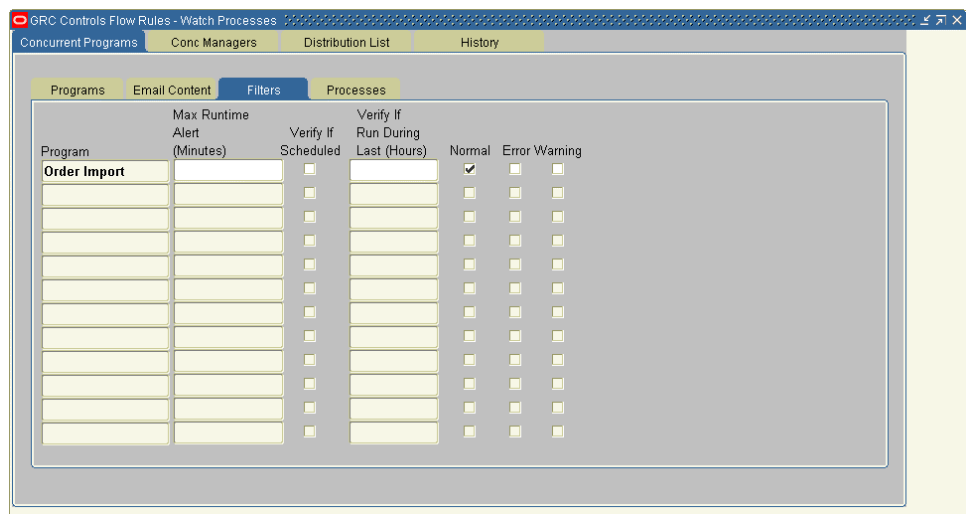 GRC Controls Flow Rules - Watch Processes
Concurrent Programs Conc Managers Distribution List History
Programs Email Content Filters Processes
Max Runtime Verify If
Alert Verify If Run During
Program (Minutes) Scheduled Last (Hours) Normal Error Warning
Order Import